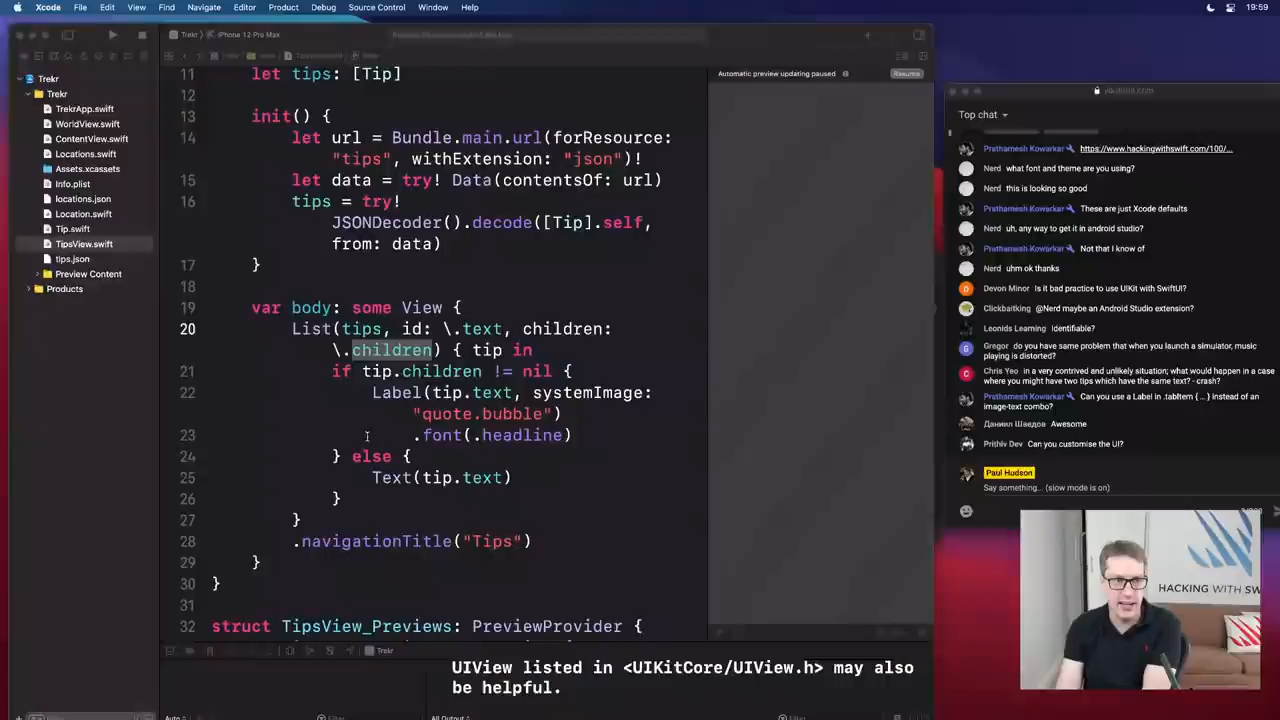 Xcode File Edit View Find Navigate Editor Product Debug Source Control Window Help 19:59
Trekr iPhone 12 Pro Max
Trekr
Trekr
TrekrApp.swift
WorldView.swift
ContentView.swift
Locations.swift
Assets.xcassets
Info.plist
locations.json
Location.swift
Tip.swift
TipsView.swift
tips.json
Preview Content
Products
11 let tips: [Tip]
12
13 init() {
14 let url = Bundle.main.url(forResource:
"tips", withExtension: "json")!
15 let data = try! Data(contentsOf: url)
16 tips = try!
JSONDecoder().decode([Tip].self,
from: data)
17 }
18
19 var body: some View {
20 List(tips, id: \.text, children:
\.children) { tip in
21 if tip.children != nil {
22 Label(tip.text, systemImage:
"quote.bubble")
23 .font(.headline)
24 } else {
25 Text(tip.text)
26 }
27 }
28 .navigationTitle("Tips")
29 }
30 }
31
32 struct TipsView_Previews: PreviewProvider {
Automatic preview updating paused Resume
Trekr
UIView listed in <UIKitCore/UIView.h> may also
be helpful.
Auto Filter All Output Filter
Filter
youtube.com
Top chat
Prathamesh Kowarkar https://www.hackingwithswift.com/100/...
Nerd what font and theme are you using?
Nerd this is looking so good
Prathamesh Kowarkar These are just Xcode defaults
Nerd uh, any way to get it in android studio?
Prathamesh Kowarkar Not that I know of
Nerd uhm ok thanks
Devon Minor Is it bad practice to use UIKit with SwiftUI?
Clickbaitking @Nerd maybe an Android Studio extension?
Leonids Learning Identifiable?
Gregor do you have same problem that when you launch a simulator, music
playing is distorted?
Chris Yeo in a very contrived and unlikely situation; what would happen in a case
where you might have two tips which have the same text? - crash?
Prathamesh Kowarkar Can you use a Label in .tabItem { ... } instead of an
image-text combo?
Даниил Шведов Awesome
Prithiv Dev Can you customise the UI?
Paul Hudson
Say something... (slow mode is on)
HACKING WITH SWIFT